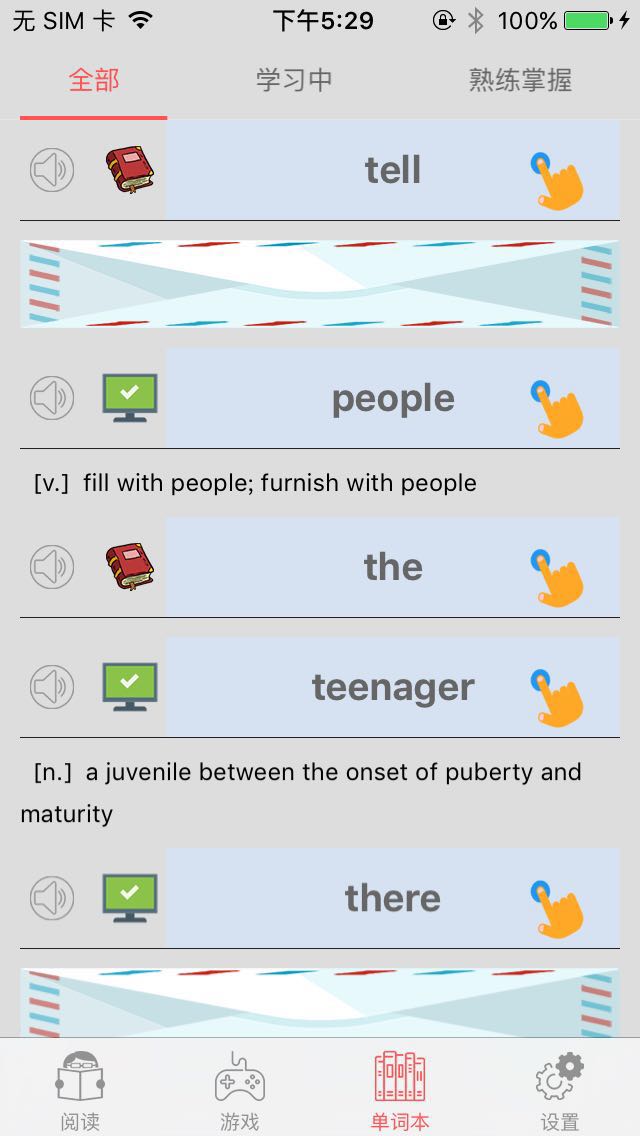 无 SIM 卡 下午5:29 100%
全部 学习中 熟练掌握
tell
people
[v.] fill with people; furnish with people
the
teenager
[n.] a juvenile between the onset of puberty and
maturity
there
阅读 游戏 单词本 设置